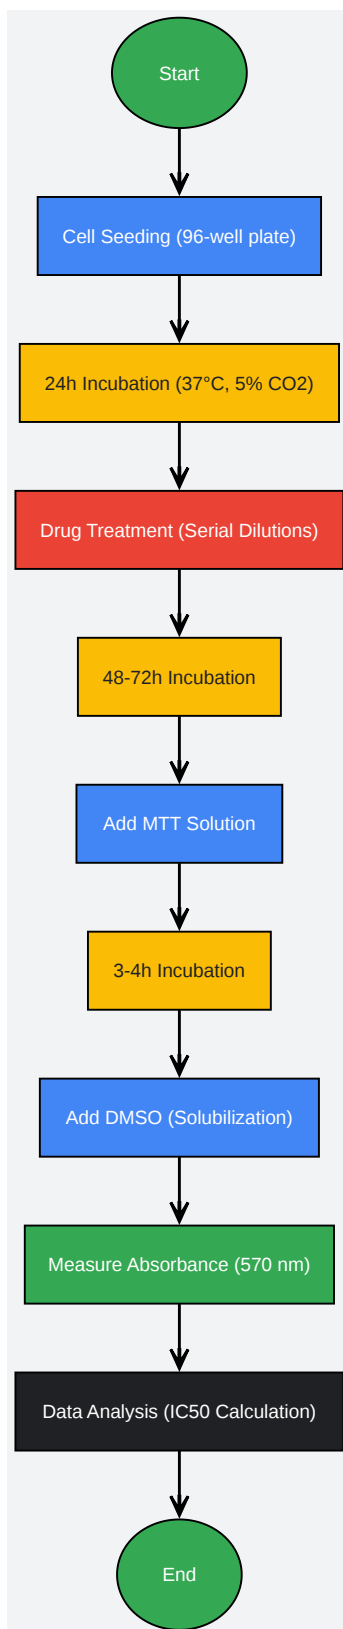 Start
Cell Seeding (96-well plate)
24h Incubation (37°C, 5% CO2)
Drug Treatment (Serial Dilutions)
48-72h Incubation
Add MTT Solution
3-4h Incubation
Add DMSO (Solubilization)
Measure Absorbance (570 nm)
Data Analysis (IC50 Calculation)
End